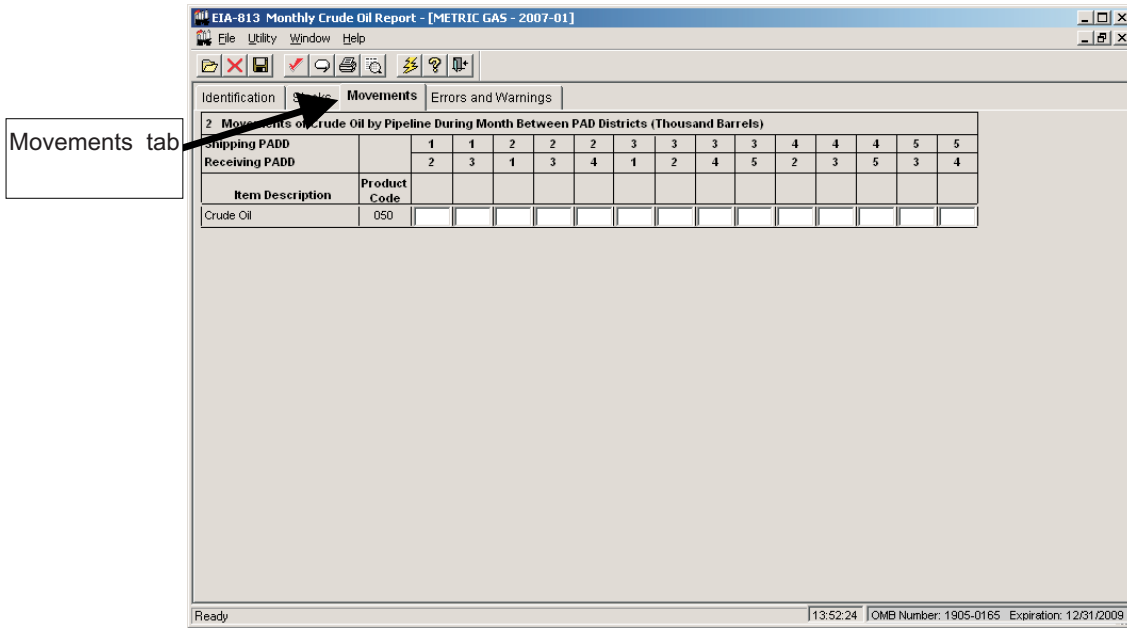 EIA-813 Monthly Crude Oil Report - [METRIC GAS - 2007-01]
File Utility Window Help
Identification Stocks Movements Errors and Warnings
Movements tab
2 Movements of Crude Oil by Pipeline During Month Between PAD Districts (Thousand Barrels)
Shipping PADD 1 1 2 2 2 3 3 3 3 4 4 4 5 5
Receiving PADD 2 3 1 3 4 1 2 4 5 2 3 5 3 4
Item Description Product Code
Crude Oil 050
Ready 13:52:24 OMB Number: 1905-0165 Expiration: 12/31/2009